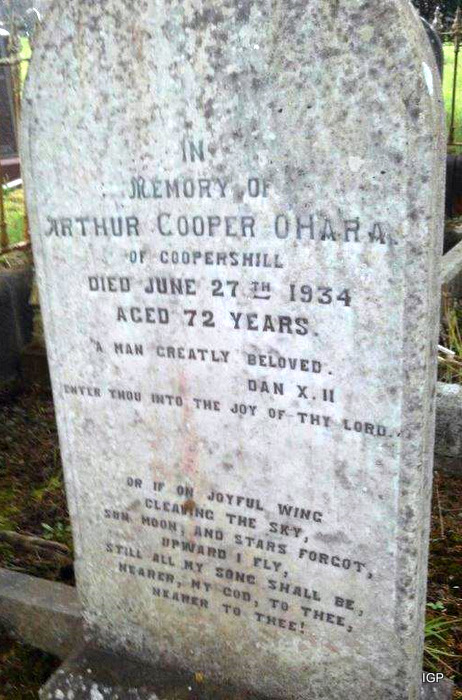 IN
MEMORY OF
ARTHUR COOPER OHARA.
OF COOPERSHILL
DIED JUNE 27TH 1934
AGED 72 YEARS.
"A MAN GREATLY BELOVED.
DAN X. 11
ENTER THOU INTO THE JOY OF THY LORD..
OR IF ON JOYFUL WING
CLEAVING THE SKY,
SUN MOON, AND STARS FORGOT,
UPWARD I FLY,
STILL ALL MY SONG SHALL BE,
NEARER, MY GOD, TO THEE,
NEARER TO THEE!
IGP